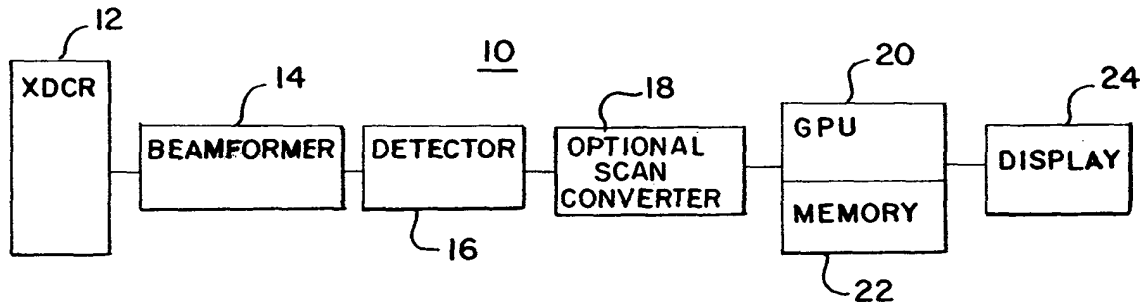 12
XDCR
14
BEAMFORMER
DETECTOR
16
10
18
OPTIONAL
SCAN
CONVERTER
20
GPU
MEMORY
22
24
DISPLAY